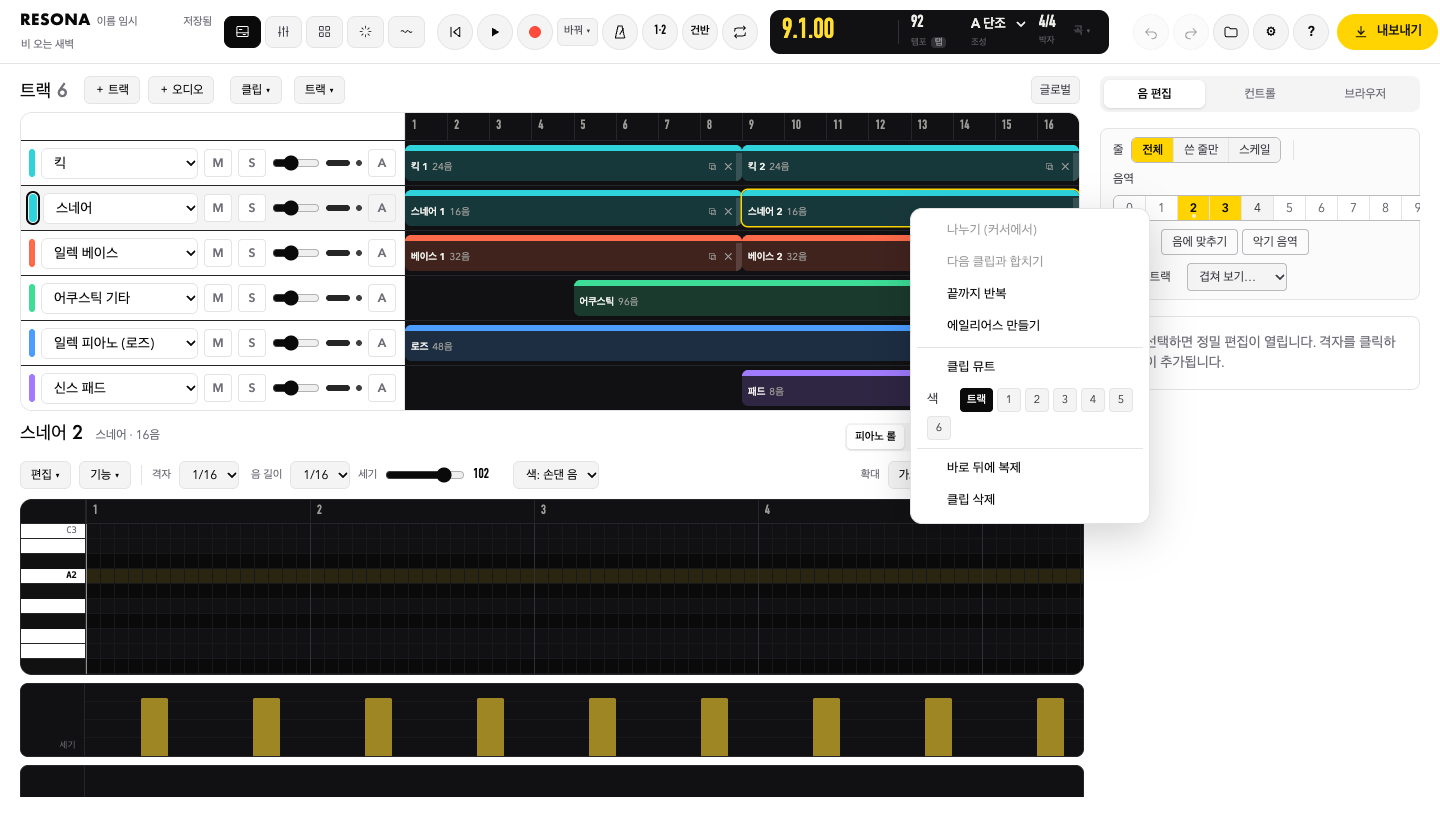 RESONA 이름 임시 저장됨
비 오는 새벽
바꿔 ▾ 1·2 건반
9.1.00 92 템포 탭 A 단조 조성 4/4 박자 곡 ▾
? 내보내기
트랙 6 + 트랙 + 오디오 클립 ▾ 트랙 ▾ 글로벌
1 2 3 4 5 6 7 8 9 10 11 12 13 14 15 16
킥 M S A 킥 1 24음 킥 2 24음
스네어 M S A 스네어 1 16음 스네어 2 16음
일렉 베이스 M S A 베이스 1 32음 베이스 2 32음
어쿠스틱 기타 M S A 어쿠스틱 96음
일렉 피아노 (로즈) M S A 로즈 48음
신스 패드 M S A 패드 8음
음 편집 컨트롤 브라우저
줄 전체 쓴 줄만 스케일
음역
0 1 2 3 4 5 6 7 8 9
음에 맞추기 악기 음역
트랙 겹쳐 보기...
선택하면 정밀 편집이 열립니다. 격자를 클릭하
이 추가됩니다.
나누기 (커서에서)
다음 클립과 합치기
끝까지 반복
에일리어스 만들기
클립 뮤트
색 트랙 1 2 3 4 5
6
바로 뒤에 복제
클립 삭제
스네어 2 스네어 · 16음 피아노 롤
편집 ▾ 기능 ▾ 격자 1/16 음 길이 1/16 세기 102 색: 손댄 음 확대 가
1 2 3 4
C3
A2
세기